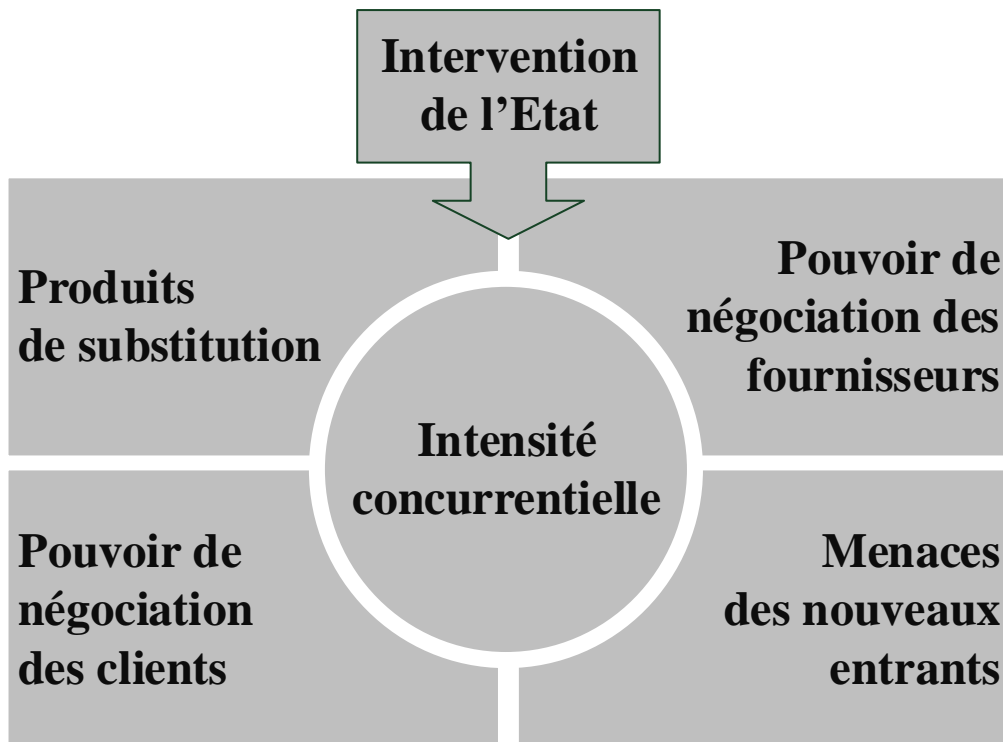 Intervention
de l’Etat
Produits
de substitution
Pouvoir de
négociation des
fournisseurs
Intensité
concurrentielle
Pouvoir de
négociation
des clients
Menaces
des nouveaux
entrants